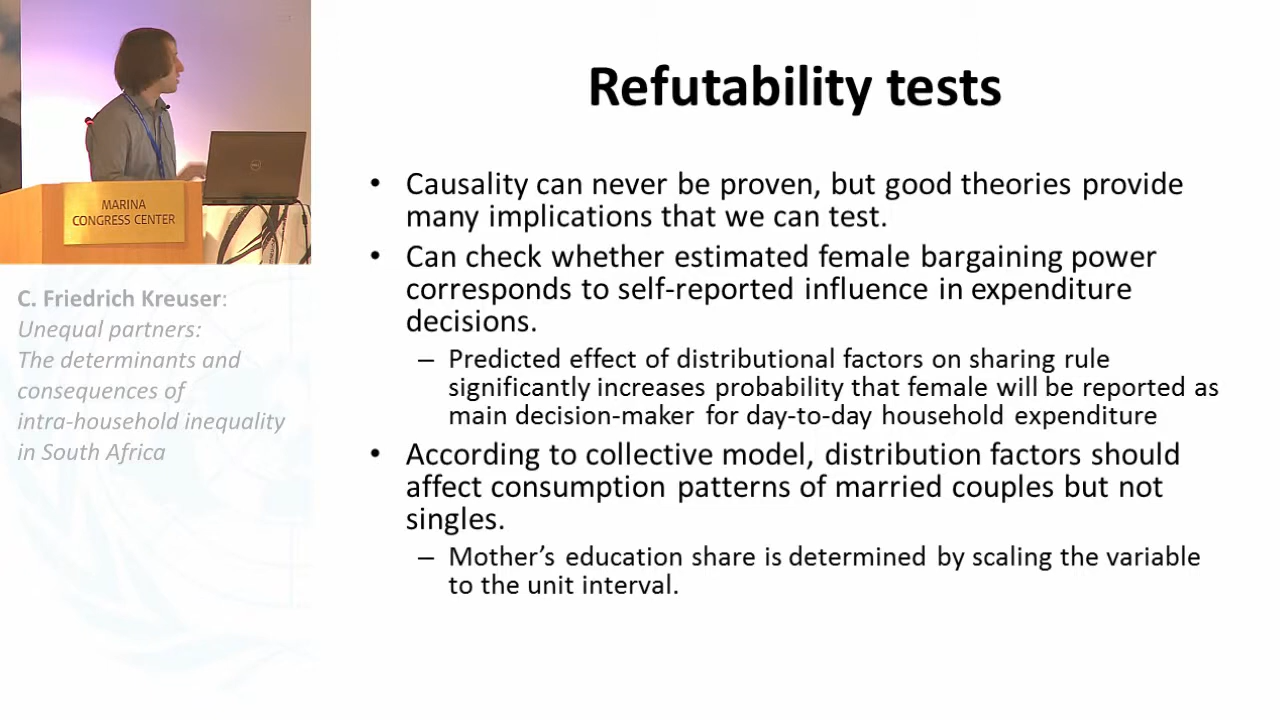 MARINA
CONGRESS CENTER
DELL
C. Friedrich Kreuser:
Unequal partners:
The determinants and
consequences of
intra-household inequality
in South Africa
Refutability tests
• Causality can never be proven, but good theories provide
many implications that we can test.
• Can check whether estimated female bargaining power
corresponds to self-reported influence in expenditure
decisions.
– Predicted effect of distributional factors on sharing rule
significantly increases probability that female will be reported as
main decision-maker for day-to-day household expenditure
• According to collective model, distribution factors should
affect consumption patterns of married couples but not
singles.
– Mother’s education share is determined by scaling the variable
to the unit interval.